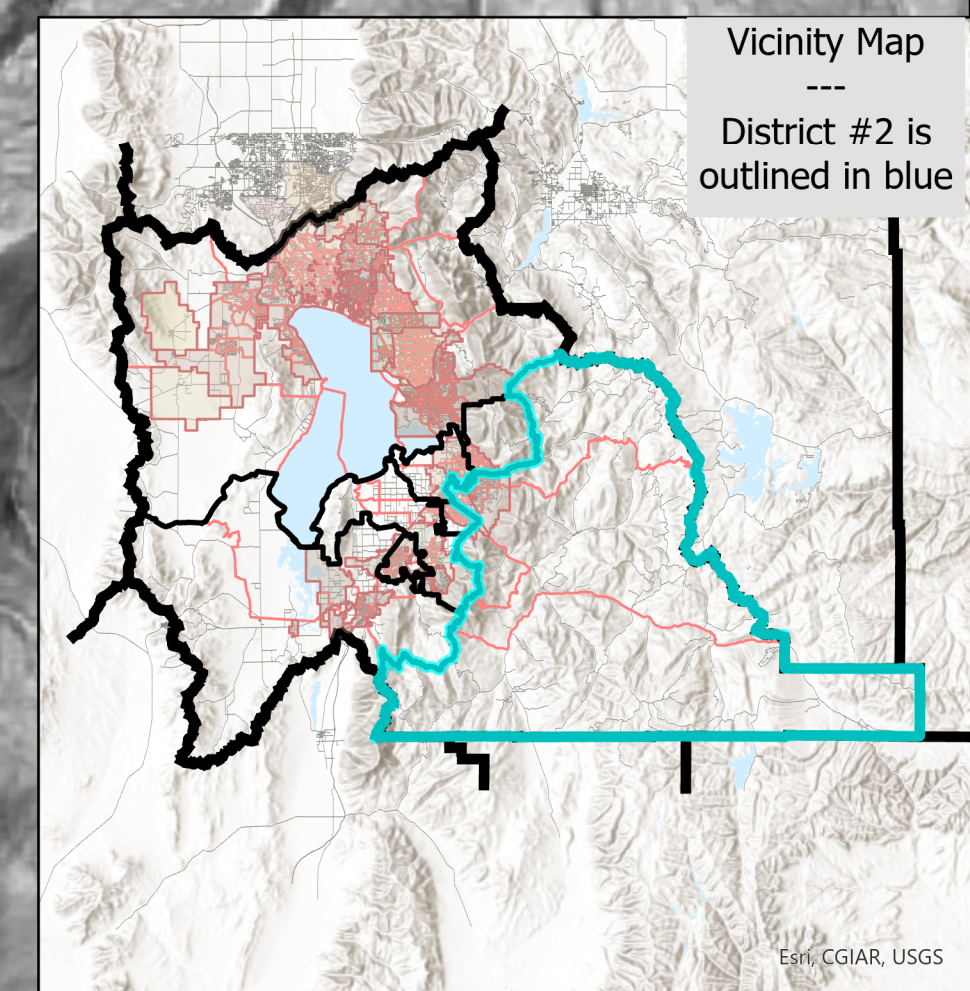 Vicinity Map
---
District #2 is
outlined in blue
Esri, CGIAR, USGS